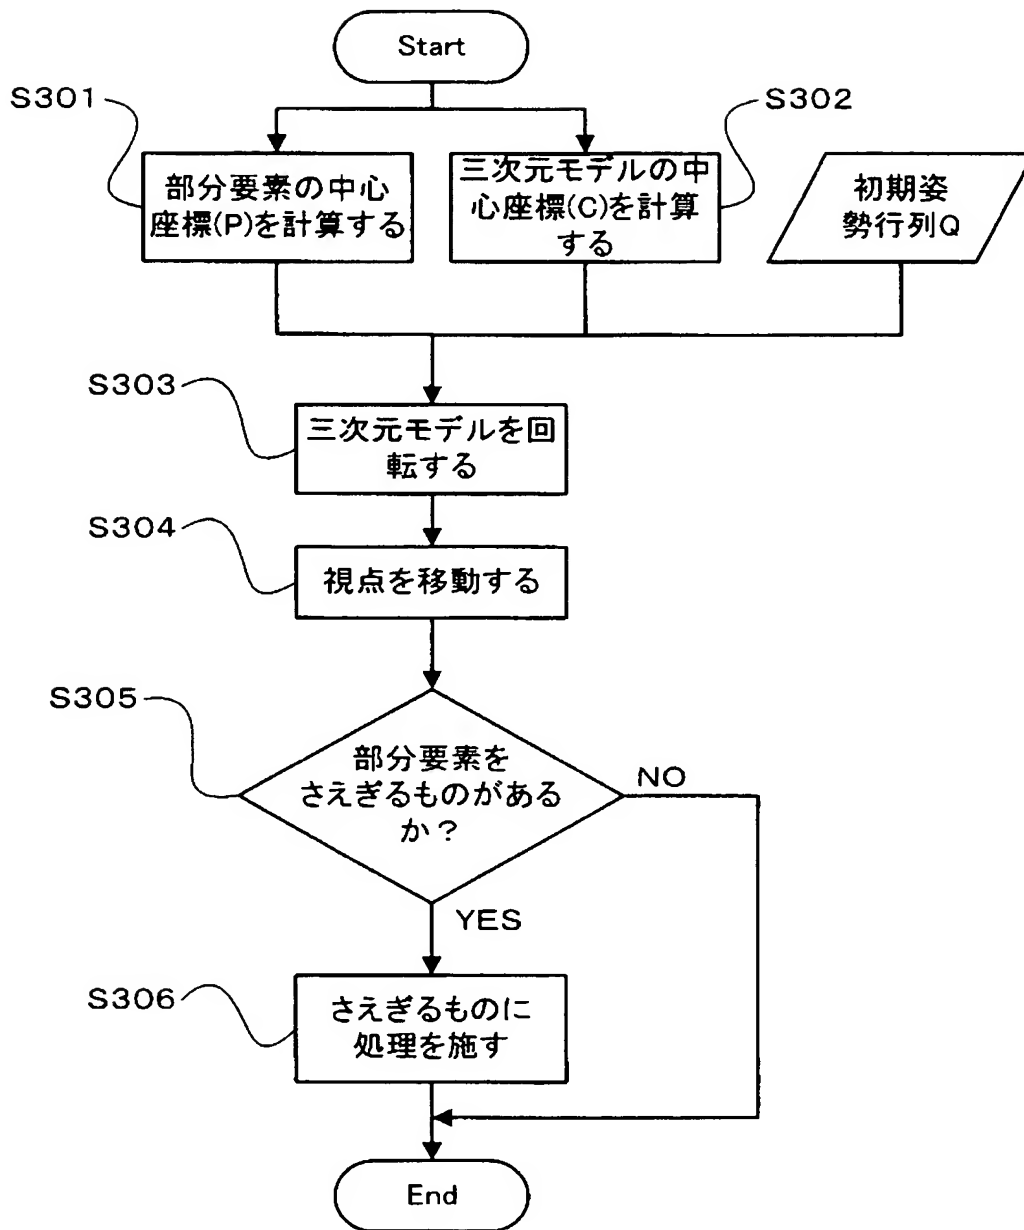 Start
S301
S302
部分要素の中心
座標(P)を計算する
三次元モデルの中
心座標(C)を計算
する
初期姿
勢行列Q
S303
三次元モデルを回
転する
S304
視点を移動する
S305
部分要素を
さえぎるものがある
か？
NO
YES
S306
さえぎるものに
処理を施す
End